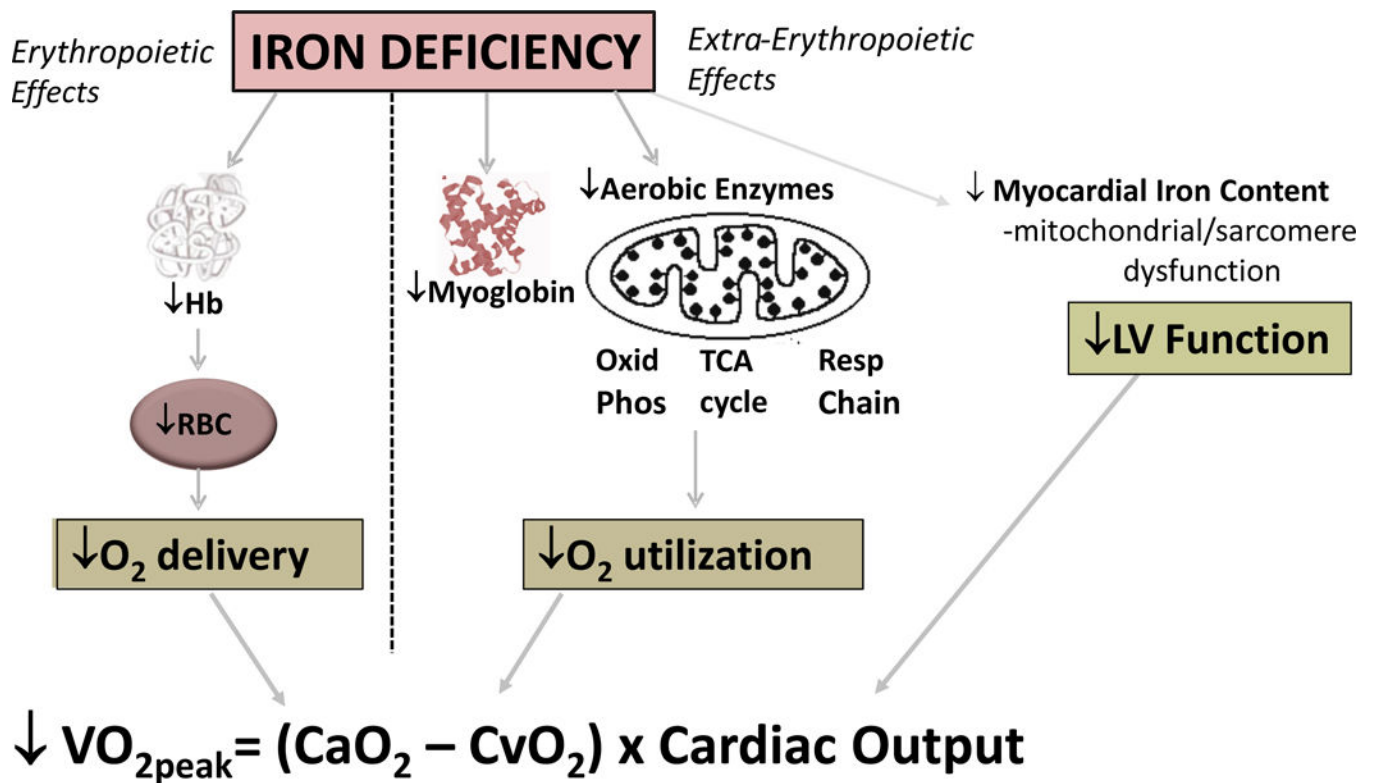 Erythropoietic
Effects
IRON DEFICIENCY
Extra-Erythropoietic
Effects
↓Hb
↓RBC
↓O₂ delivery
↓Myoglobin
↓Aerobic Enzymes
Oxid
Phos
TCA
cycle
Resp
Chain
↓O₂ utilization
↓ Myocardial Iron Content
-mitochondrial/sarcomere
dysfunction
↓LV Function
↓ VO₂peak= (CaO₂ – CvO₂) x Cardiac Output